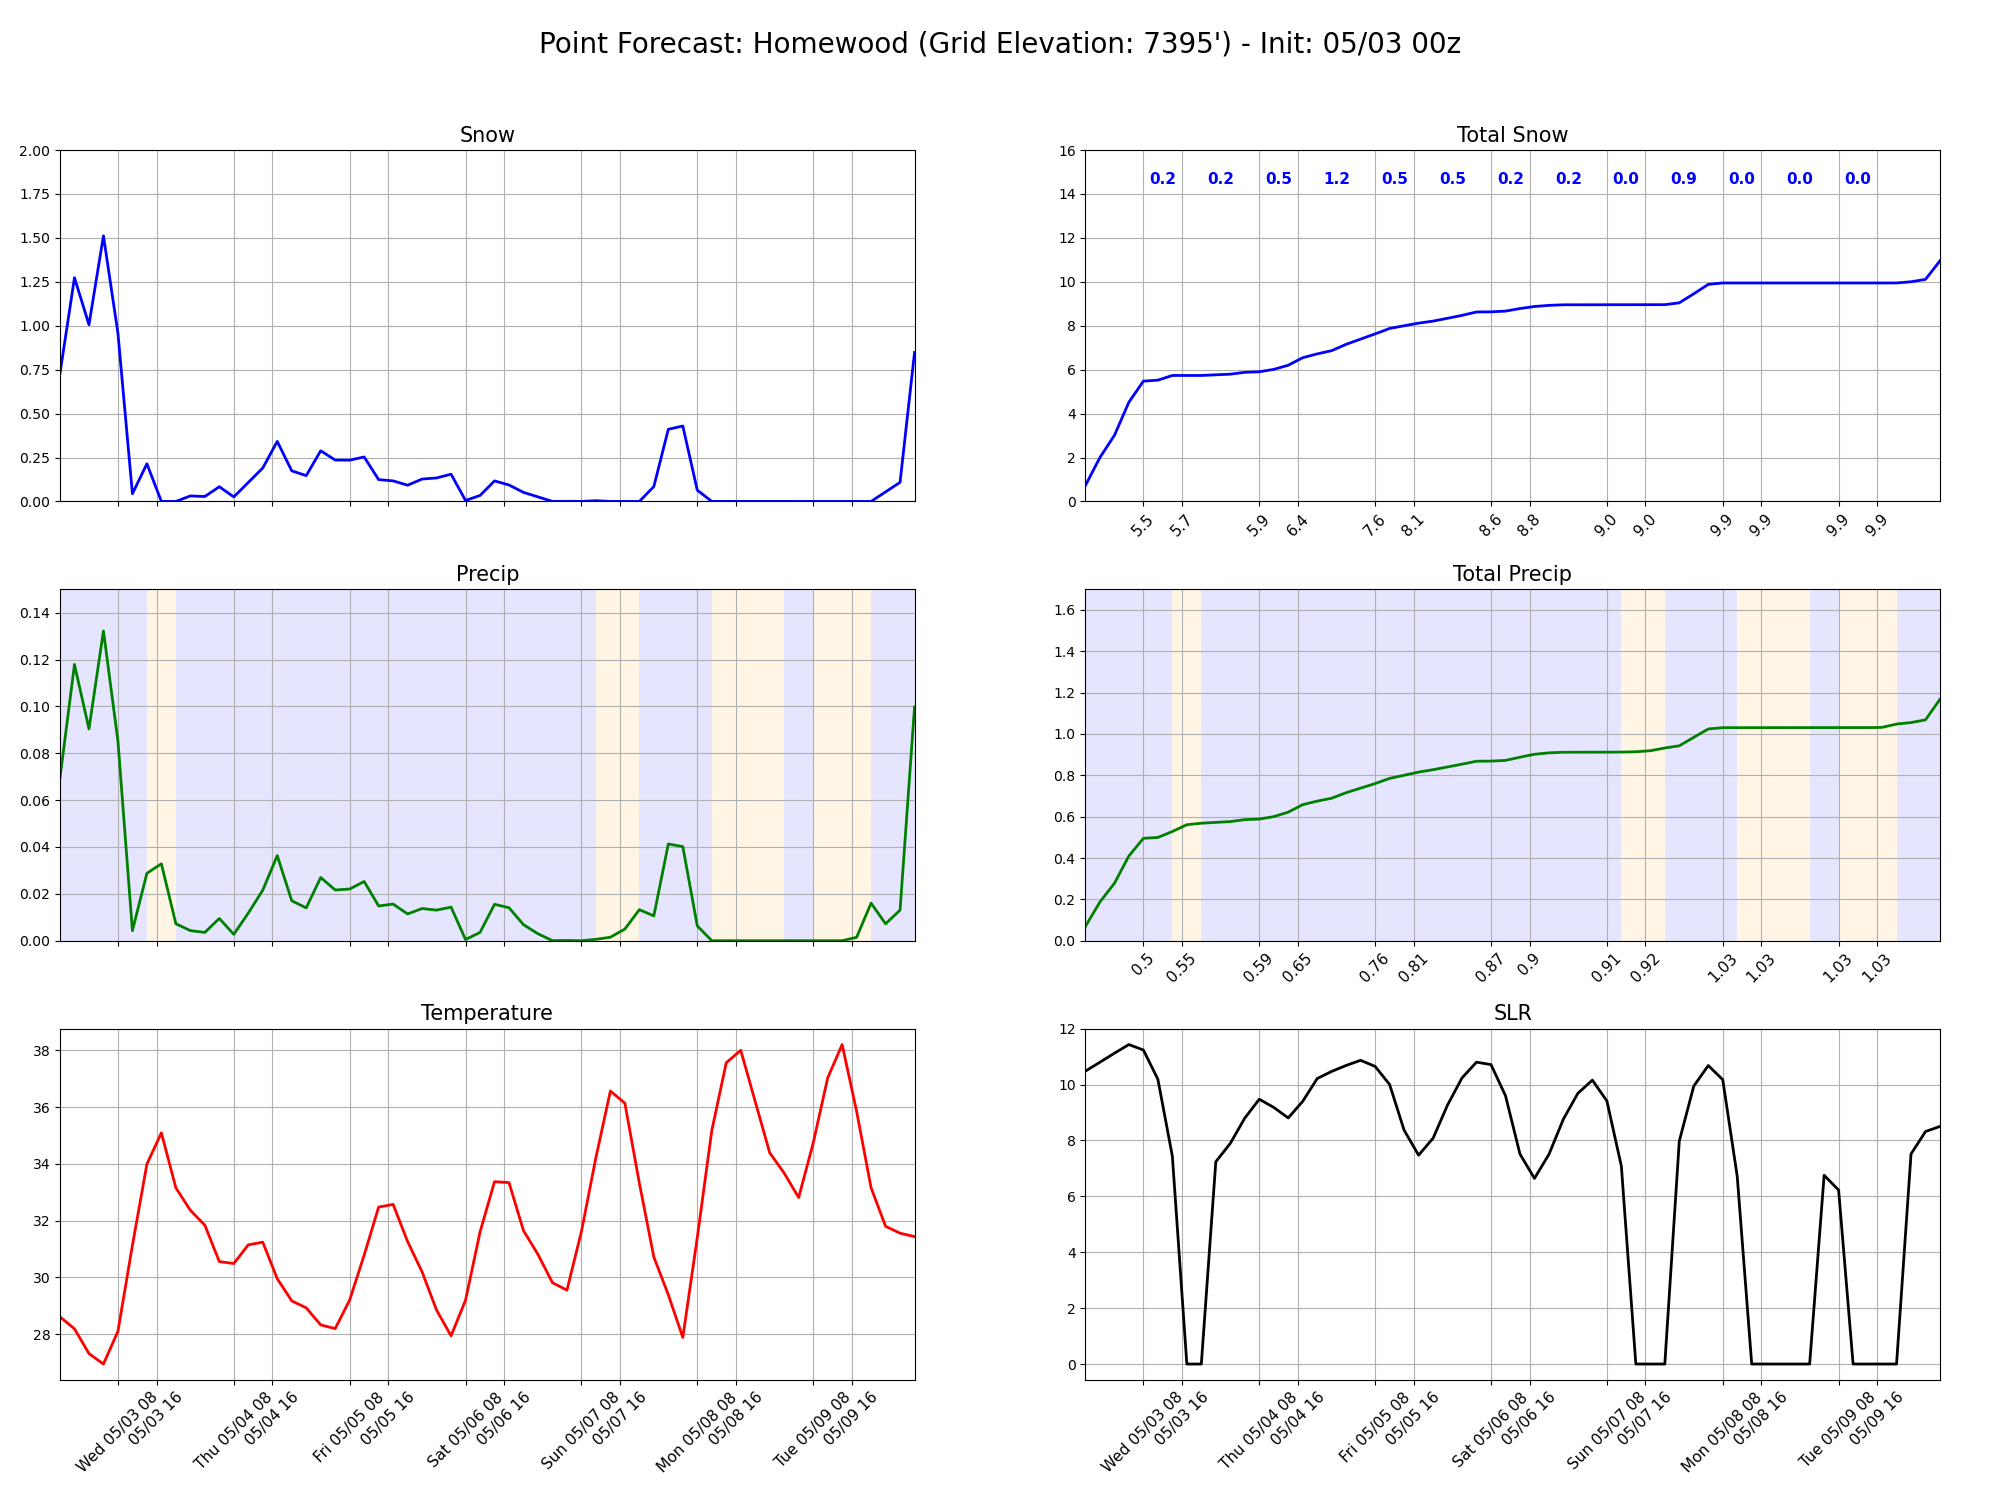 Point Forecast: Homewood (Grid Elevation: 7395') - Init: 05/03 00z
Snow
2.00
1.75
1.50
1.25
1.00
0.75
0.50
0.25
0.00
Total Snow
16
14
12
10
8
6
4
2
0
0.2 0.2 0.5 1.2 0.5 0.5 0.2 0.2 0.0 0.9 0.0 0.0 0.0
5.5 5.7 5.9 6.4 7.6 8.1 8.6 8.8 9.0 9.0 9.9 9.9 9.9 9.9
Precip
0.14
0.12
0.10
0.08
0.06
0.04
0.02
0.00
Total Precip
1.6
1.4
1.2
1.0
0.8
0.6
0.4
0.2
0.0
0.5 0.55 0.59 0.65 0.76 0.81 0.87 0.9 0.91 0.92 1.03 1.03 1.03 1.03
Temperature
38
36
34
32
30
28
Wed 05/03 08
05/03 16
Thu 05/04 08
05/04 16
Fri 05/05 08
05/05 16
Sat 05/06 08
05/06 16
Sun 05/07 08
05/07 16
Mon 05/08 08
05/08 16
Tue 05/09 08
05/09 16
SLR
12
10
8
6
4
2
0
Wed 05/03 08
05/03 16
Thu 05/04 08
05/04 16
Fri 05/05 08
05/05 16
Sat 05/06 08
05/06 16
Sun 05/07 08
05/07 16
Mon 05/08 08
05/08 16
Tue 05/09 08
05/09 16